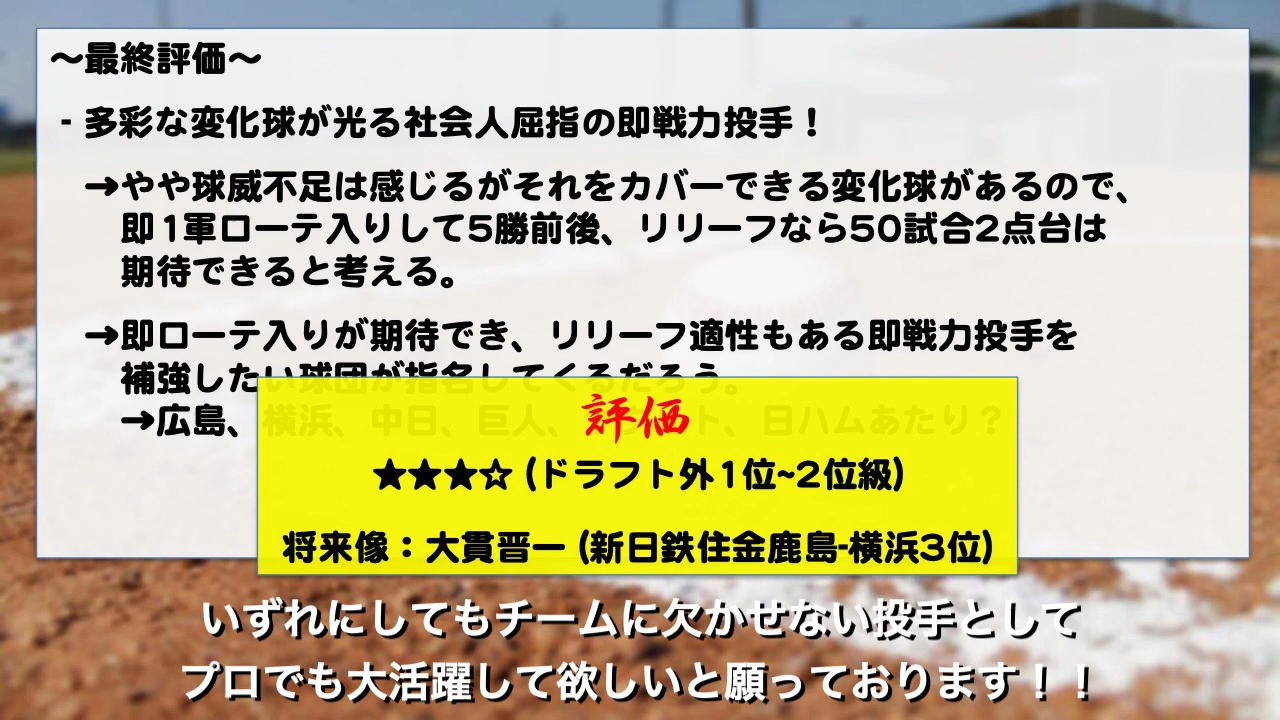 〜最終評価〜
- 多彩な変化球が光る社会人屈指の即戦力投手！
→やや球威不足は感じるがそれをカバーできる変化球があるので、
即1軍ローテ入りして5勝前後、リリーフなら50試合2点台は
期待できると考える。
→即ローテ入りが期待でき、リリーフ適性もある即戦力投手を
補強したい球団が指名してくるだろう。
→広島、横浜、中日、巨人、ト、日ハムあたり？
評価
★★★☆ (ドラフト外1位~2位級)
将来像：大貫晋一 (新日鉄住金鹿島-横浜3位)
いずれにしてもチームに欠かせない投手として
プロでも大活躍して欲しいと願っております！！